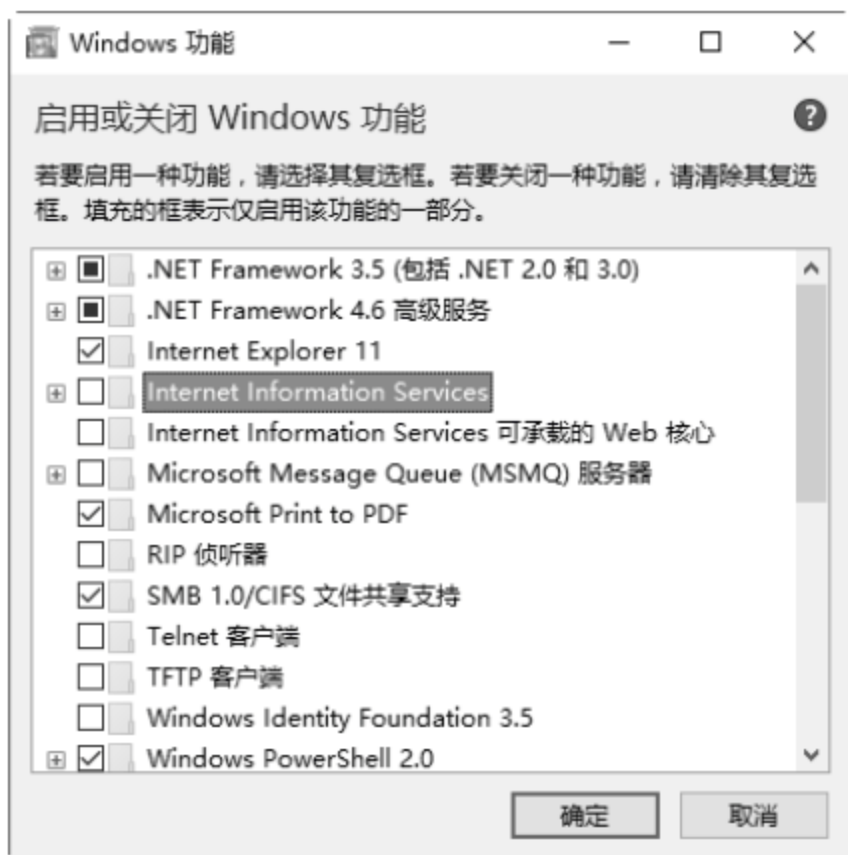 Windows 功能
启用或关闭 Windows 功能
若要启用一种功能，请选择其复选框。若要关闭一种功能，请清除其复选
框。填充的框表示仅启用该功能的一部分。
.NET Framework 3.5 (包括 .NET 2.0 和 3.0)
.NET Framework 4.6 高级服务
Internet Explorer 11
Internet Information Services
Internet Information Services 可承载的 Web 核心
Microsoft Message Queue (MSMQ) 服务器
Microsoft Print to PDF
RIP 侦听器
SMB 1.0/CIFS 文件共享支持
Telnet 客户端
TFTP 客户端
Windows Identity Foundation 3.5
Windows PowerShell 2.0
确定 取消